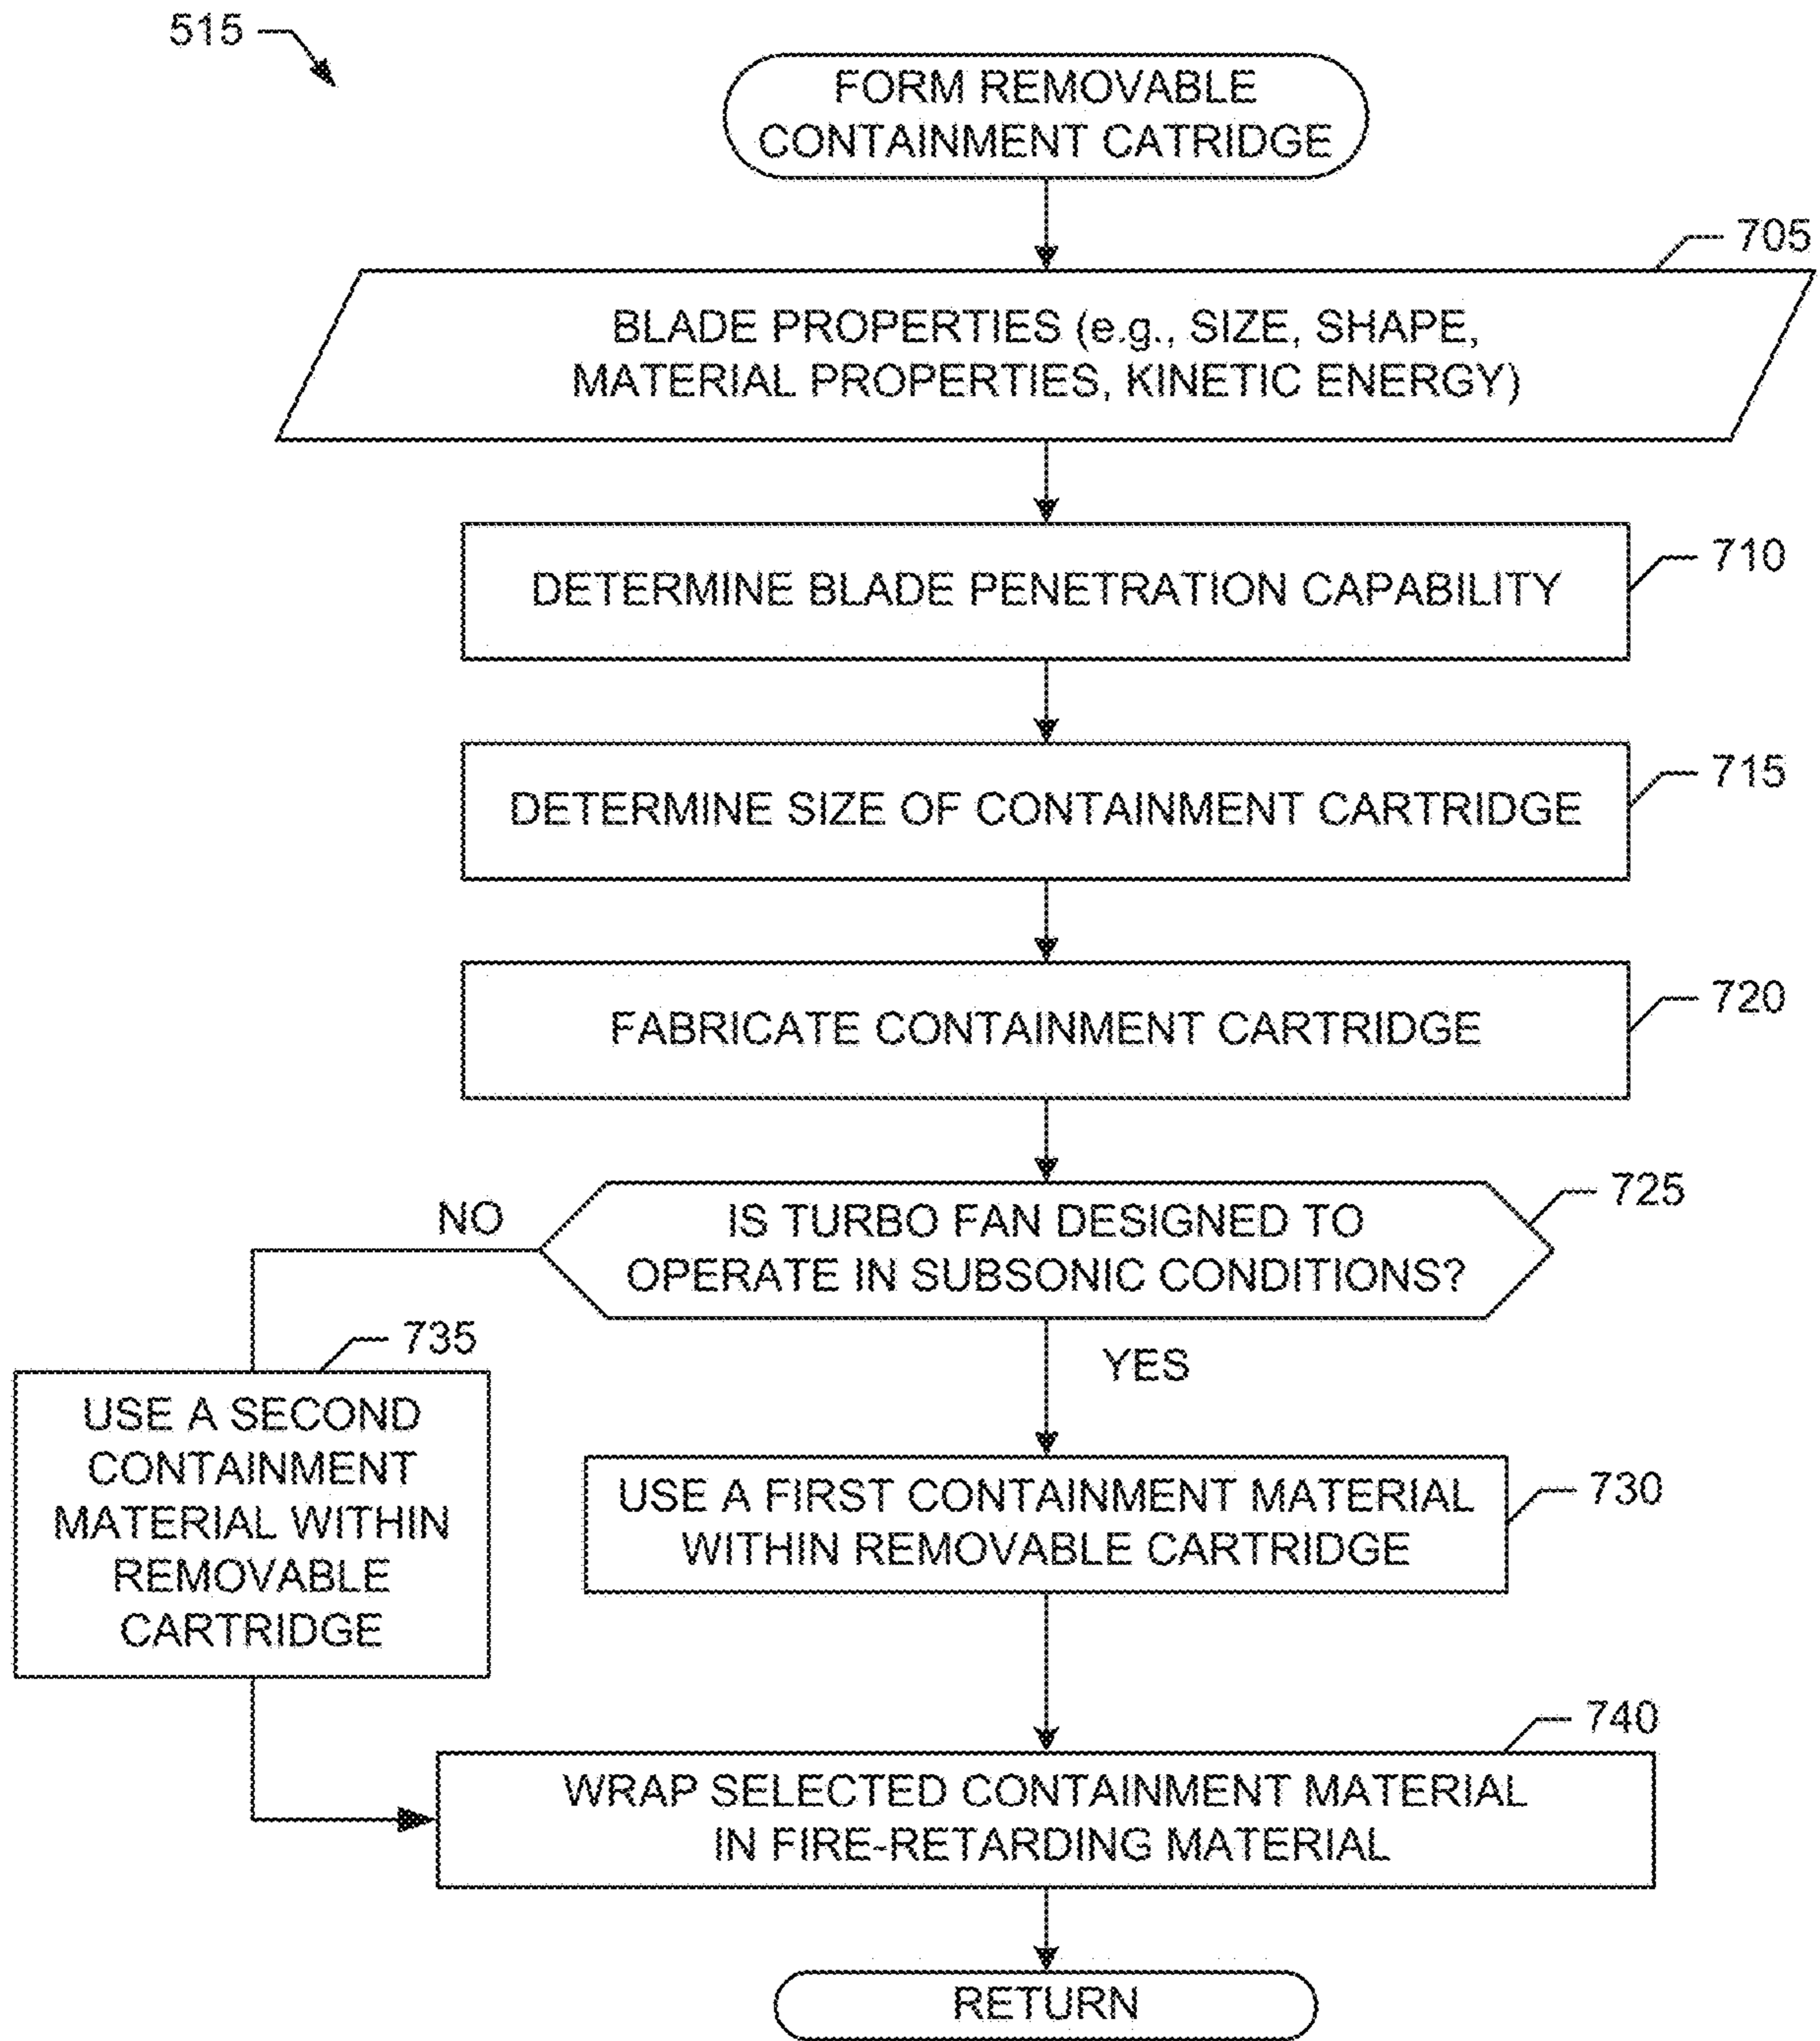 515
FORM REMOVABLE
CONTAINMENT CATRIDGE
705
BLADE PROPERTIES (e.g., SIZE, SHAPE,
MATERIAL PROPERTIES, KINETIC ENERGY)
710
DETERMINE BLADE PENETRATION CAPABILITY
715
DETERMINE SIZE OF CONTAINMENT CARTRIDGE
720
FABRICATE CONTAINMENT CARTRIDGE
725
IS TURBO FAN DESIGNED TO
OPERATE IN SUBSONIC CONDITIONS?
NO
YES
735
USE A SECOND
CONTAINMENT
MATERIAL WITHIN
REMOVABLE
CARTRIDGE
730
USE A FIRST CONTAINMENT MATERIAL
WITHIN REMOVABLE CARTRIDGE
740
WRAP SELECTED CONTAINMENT MATERIAL
IN FIRE-RETARDING MATERIAL
RETURN